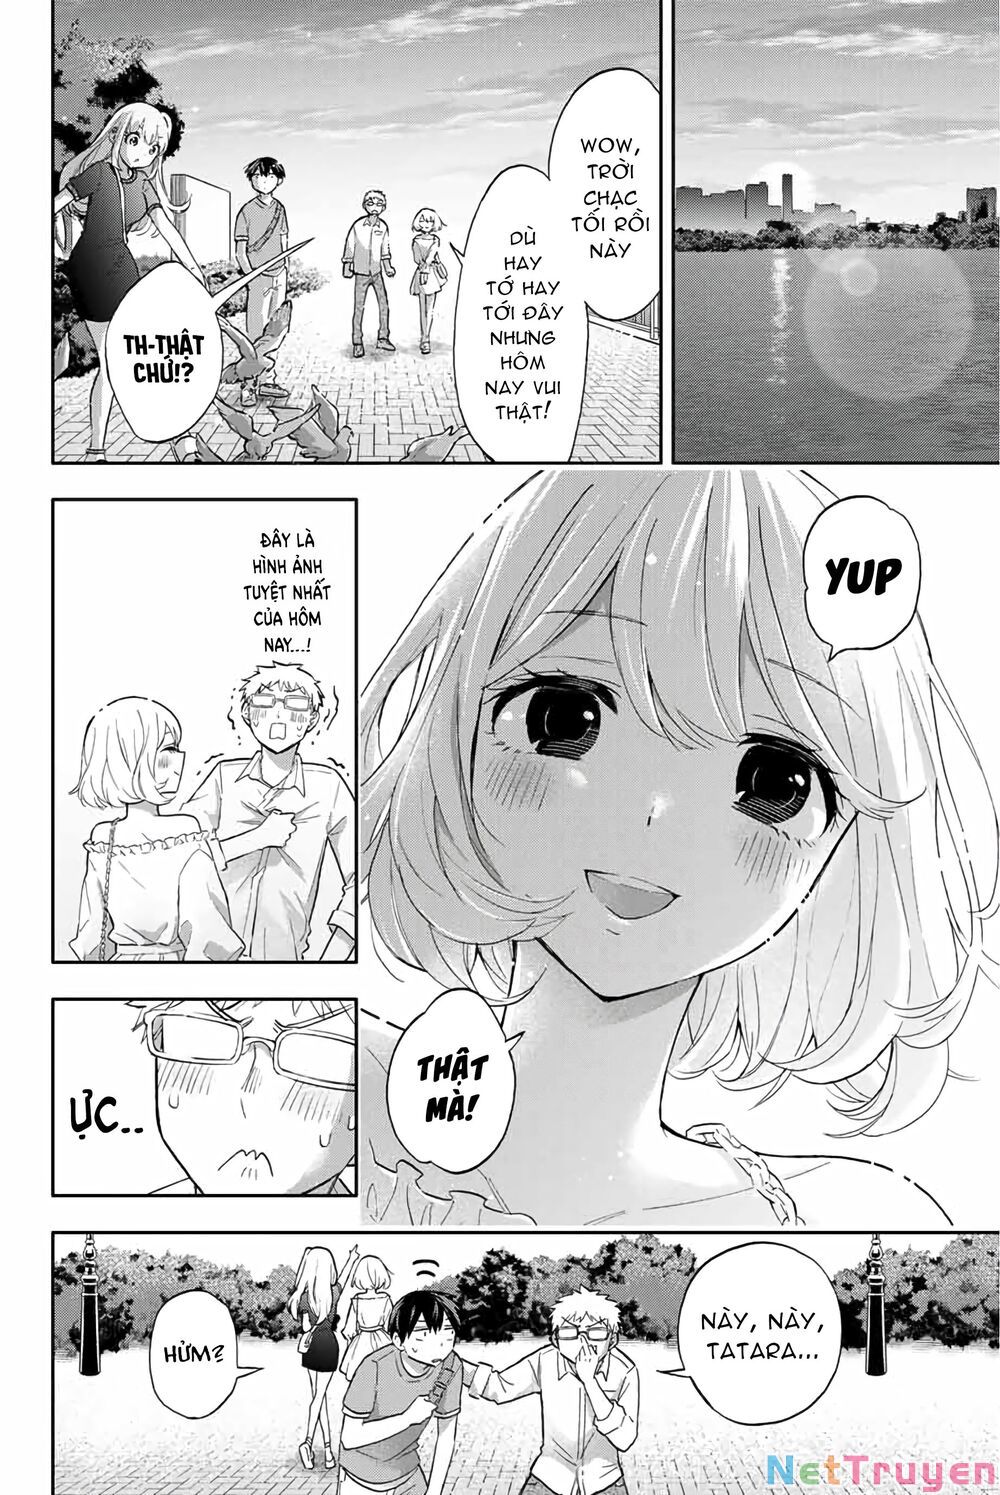 WOW,
TRỜI
CHẠC
TỐI RỒI
NÀY
DÙ
HAY
TỚ HAY
TỚI ĐÂY
NHƯNG
HÔM
NAY VUI
THẬT!
TH-THẬT
CHỨ!?
YUP
THẬT
MÀ!
ĐÂY LÀ
HÌNH ẢNH
TUYỆT NHẤT
CỦA HÔM
NAY...!
ỰC..
NÀY, NÀY,
TATARA...
HỬM?
NetTruyen